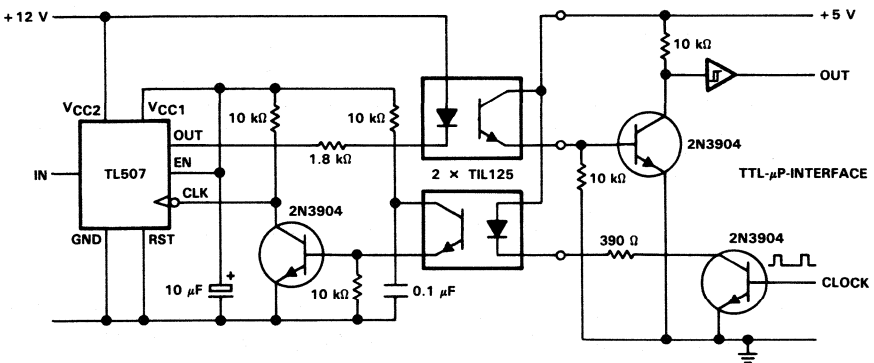 +12 V
+5 V
10 kΩ
OUT
VCC2
VCC1
10 kΩ
10 kΩ
OUT
1.8 kΩ
2N3904
IN
TL507
EN
2 × TIL125
TTL-μP-INTERFACE
CLK
10 kΩ
2N3904
390 Ω
2N3904
GND
RST
10 μF
+
10 kΩ
0.1 μF
CLOCK